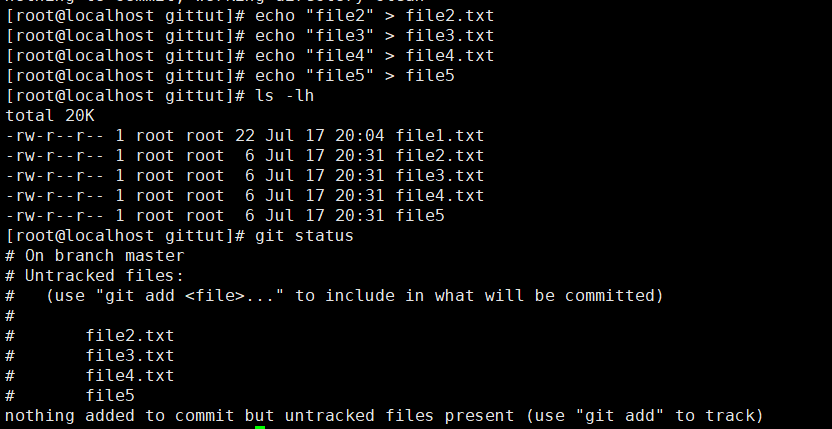 nothing to commit, working directory clean
[root@localhost gittut]# echo "file2" > file2.txt
[root@localhost gittut]# echo "file3" > file3.txt
[root@localhost gittut]# echo "file4" > file4.txt
[root@localhost gittut]# echo "file5" > file5
[root@localhost gittut]# ls -lh
total 20K
-rw-r--r-- 1 root root 22 Jul 17 20:04 file1.txt
-rw-r--r-- 1 root root  6 Jul 17 20:31 file2.txt
-rw-r--r-- 1 root root  6 Jul 17 20:31 file3.txt
-rw-r--r-- 1 root root  6 Jul 17 20:31 file4.txt
-rw-r--r-- 1 root root  6 Jul 17 20:31 file5
[root@localhost gittut]# git status
# On branch master
# Untracked files:
#   (use "git add <file>..." to include in what will be committed)
#
#       file2.txt
#       file3.txt
#       file4.txt
#       file5
nothing added to commit but untracked files present (use "git add" to track)